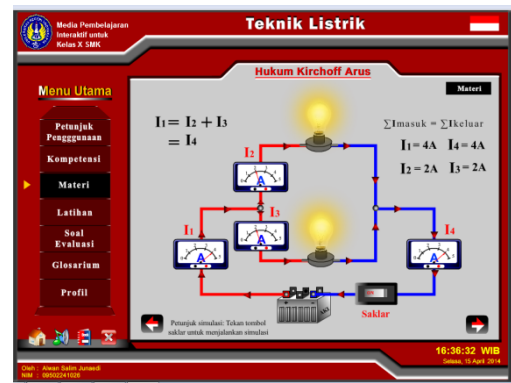 Media Pembelajaran
Interaktif untuk
Kelas X SMK
Teknik Listrik
Hukum Kirchoff Arus
Materi
Menu Utama
Petunjuk
Pengggunaan
Kompetensi
Materi
Latihan
Soal
Evaluasi
Glosarium
Profil
I1 = I2 + I3
= I4
∑Imasuk = ∑Ikeluar
I1 = 4A I4 = 4A
I2 = 2A I3 = 2A
I2
A
I3
A
I1
A
I4
A
AKI
Saklar
Petunjuk simulasi: Tekan tombol
saklar untuk menjalankan simulasi
16:36:32 WIB
Selasa, 15 April 2014
Oleh : Alwan Salim Junaedi
NIM : 09502241026